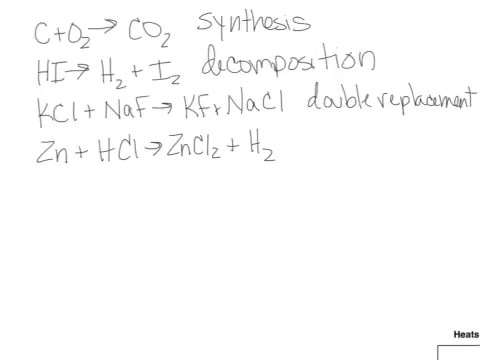 C+O₂→ CO₂ synthesis
HI→ H₂ + I₂ decomposition
KCl + NaF → KF + NaCl double replacement
Zn + HCl → ZnCl₂ + H₂
Heats